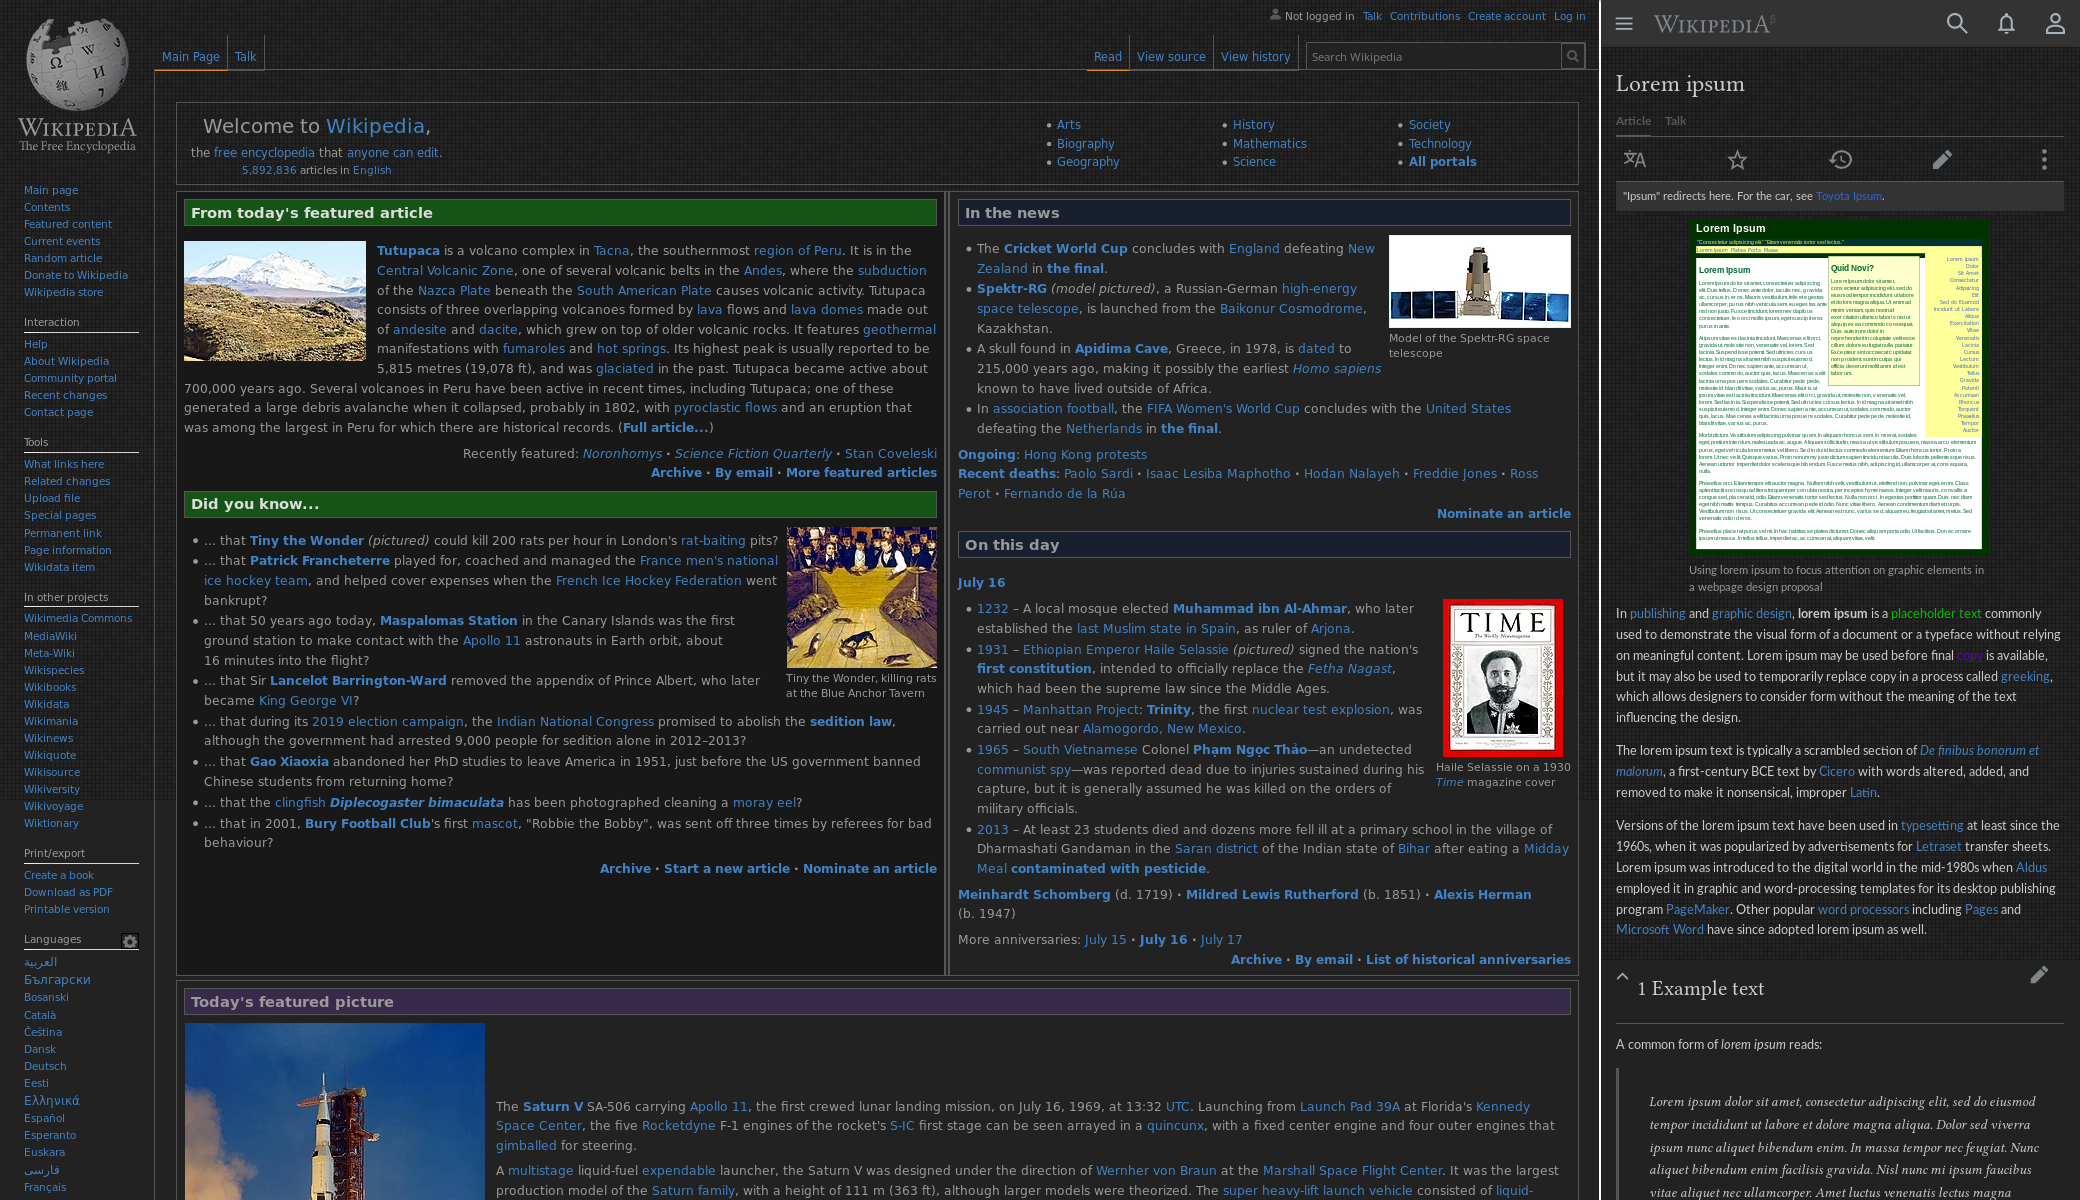 Not logged in Talk Contributions Create account Log in
Main Page Talk
Read View source View history Search Wikipedia
WIKIPEDIA
The Free Encyclopedia
Main page
Contents
Featured content
Current events
Random article
Donate to Wikipedia
Wikipedia store
Interaction
Help
About Wikipedia
Community portal
Recent changes
Contact page
Tools
What links here
Related changes
Upload file
Special pages
Permanent link
Page information
Wikidata item
In other projects
Wikimedia Commons
MediaWiki
Meta-Wiki
Wikispecies
Wikibooks
Wikidata
Wikimania
Wikinews
Wikiquote
Wikisource
Wikiversity
Wikivoyage
Wiktionary
Print/export
Create a book
Download as PDF
Printable version
Languages
العربية
Български
Bosanski
Català
Čeština
Dansk
Deutsch
Eesti
Ελληνικά
Español
Esperanto
Euskara
فارسی
Français
Welcome to Wikipedia,
the free encyclopedia that anyone can edit.
5,892,836 articles in English
Arts
Biography
Geography
History
Mathematics
Science
Society
Technology
All portals
From today's featured article
Tutupaca is a volcano complex in Tacna, the southernmost region of Peru. It is in the
Central Volcanic Zone, one of several volcanic belts in the Andes, where the subduction
of the Nazca Plate beneath the South American Plate causes volcanic activity. Tutupaca
consists of three overlapping volcanoes formed by lava flows and lava domes made out
of andesite and dacite, which grew on top of older volcanic rocks. It features geothermal
manifestations with fumaroles and hot springs. Its highest peak is usually reported to be
5,815 metres (19,078 ft), and was glaciated in the past. Tutupaca became active about
700,000 years ago. Several volcanoes in Peru have been active in recent times, including Tutupaca; one of these
generated a large debris avalanche when it collapsed, probably in 1802, with pyroclastic flows and an eruption that
was among the largest in Peru for which there are historical records. (Full article...)
Recently featured: Noronhomys · Science Fiction Quarterly · Stan Coveleski
Archive · By email · More featured articles
Did you know...
... that Tiny the Wonder (pictured) could kill 200 rats per hour in London's rat-baiting pits?
... that Patrick Francheterre played for, coached and managed the France men's national
ice hockey team, and helped cover expenses when the French Ice Hockey Federation went
bankrupt?
... that 50 years ago today, Maspalomas Station in the Canary Islands was the first
ground station to make contact with the Apollo 11 astronauts in Earth orbit, about
16 minutes into the flight?
... that Sir Lancelot Barrington-Ward removed the appendix of Prince Albert, who later
became King George VI?
Tiny the Wonder, killing rats
at the Blue Anchor Tavern
... that during its 2019 election campaign, the Indian National Congress promised to abolish the sedition law,
although the government had arrested 9,000 people for sedition alone in 2012–2013?
... that Gao Xiaoxia abandoned her PhD studies to leave America in 1951, just before the US government banned
Chinese students from returning home?
... that the clingfish Diplecogaster bimaculata has been photographed cleaning a moray eel?
... that in 2001, Bury Football Club's first mascot, "Robbie the Bobby", was sent off three times by referees for bad
behaviour?
Archive · Start a new article · Nominate an article
In the news
The Cricket World Cup concludes with England defeating New
Zealand in the final.
Spektr-RG (model pictured), a Russian-German high-energy
space telescope, is launched from the Baikonur Cosmodrome,
Kazakhstan.
A skull found in Apidima Cave, Greece, in 1978, is dated to
215,000 years ago, making it possibly the earliest Homo sapiens
known to have lived outside of Africa.
Model of the Spektr-RG space
telescope
In association football, the FIFA Women's World Cup concludes with the United States
defeating the Netherlands in the final.
Ongoing: Hong Kong protests
Recent deaths: Paolo Sardi · Isaac Lesiba Maphotho · Hodan Nalayeh · Freddie Jones · Ross
Perot · Fernando de la Rúa
Nominate an article
On this day
July 16
1232 – A local mosque elected Muhammad ibn Al-Ahmar, who later
established the last Muslim state in Spain, as ruler of Arjona.
1931 – Ethiopian Emperor Haile Selassie (pictured) signed the nation's
first constitution, intended to officially replace the Fetha Nagast,
which had been the supreme law since the Middle Ages.
1945 – Manhattan Project: Trinity, the first nuclear test explosion, was
carried out near Alamogordo, New Mexico.
1965 – South Vietnamese Colonel Phạm Ngọc Thảo—an undetected
communist spy—was reported dead due to injuries sustained during his
capture, but it is generally assumed he was killed on the orders of
military officials.
TIME
The Weekly Newsmagazine
Haile Selassie on a 1930
Time magazine cover
2013 – At least 23 students died and dozens more fell ill at a primary school in the village of
Dharmashati Gandaman in the Saran district of the Indian state of Bihar after eating a Midday
Meal contaminated with pesticide.
Meinhardt Schomberg (d. 1719) · Mildred Lewis Rutherford (b. 1851) · Alexis Herman
(b. 1947)
More anniversaries: July 15 · July 16 · July 17
Archive · By email · List of historical anniversaries
Today's featured picture
The Saturn V SA-506 carrying Apollo 11, the first crewed lunar landing mission, on July 16, 1969, at 13:32 UTC. Launching from Launch Pad 39A at Florida's Kennedy
Space Center, the five Rocketdyne F-1 engines of the rocket's S-IC first stage can be seen arrayed in a quincunx, with a fixed center engine and four outer engines that
gimballed for steering.
A multistage liquid-fuel expendable launcher, the Saturn V was designed under the direction of Wernher von Braun at the Marshall Space Flight Center. It was the largest
production model of the Saturn family, with a height of 111 m (363 ft), although larger models were theorized. The super heavy-lift launch vehicle consisted of liquid-
WIKIPEDIA β
Lorem ipsum
Article Talk
"Ipsum" redirects here. For the car, see Toyota Ipsum.
Lorem Ipsum
"Consectetur adipiscing elit" "Etiam venenatis tortor sed lectus."
Lorem Ipsum Platea Porta Massa
Lorem Ipsum
Quid Novi?
Lorem Ipsum
Dolor
Sit Amet
Consectetur
Adipiscing
Elit
Sed do Eiusmod
Incidunt ut Labore
Aliqua
Exercitation
Vitae
Venenatis
Lacinia
Cursus
Lectum
Vestibulum
Tellus
Gravida
Potenti
Accumsan
Rhoncus
Torquent
Phasellus
Tempor
Auctor
Using lorem ipsum to focus attention on graphic elements in
a webpage design proposal
In publishing and graphic design, lorem ipsum is a placeholder text commonly
used to demonstrate the visual form of a document or a typeface without relying
on meaningful content. Lorem ipsum may be used before final copy is available,
but it may also be used to temporarily replace copy in a process called greeking,
which allows designers to consider form without the meaning of the text
influencing the design.
The lorem ipsum text is typically a scrambled section of De finibus bonorum et
malorum, a first-century BCE text by Cicero with words altered, added, and
removed to make it nonsensical, improper Latin.
Versions of the lorem ipsum text have been used in typesetting at least since the
1960s, when it was popularized by advertisements for Letraset transfer sheets.
Lorem ipsum was introduced to the digital world in the mid-1980s when Aldus
employed it in graphic and word-processing templates for its desktop publishing
program PageMaker. Other popular word processors including Pages and
Microsoft Word have since adopted lorem ipsum as well.
1 Example text
A common form of lorem ipsum reads:
Lorem ipsum dolor sit amet, consectetur adipiscing elit, sed do eiusmod
tempor incididunt ut labore et dolore magna aliqua. Dolor sed viverra
ipsum nunc aliquet bibendum enim. In massa tempor nec feugiat. Nunc
aliquet bibendum enim facilisis gravida. Nisl nunc mi ipsum faucibus
vitae aliquet nec ullamcorper. Amet luctus venenatis lectus magna